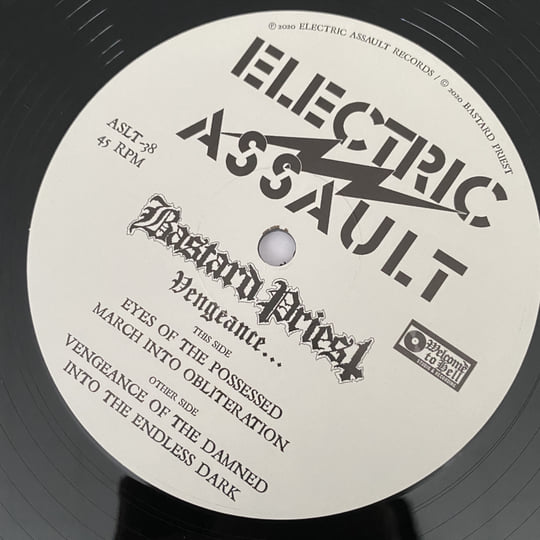 ℗ 2020 ELECTRIC ASSAULT RECORDS / © 2020 BASTARD PRIEST
ELECTRIC
ASSAULT
ASLT-38
45 RPM
Bastard Priest
Vengeance...
THIS SIDE
EYES OF THE POSSESSED
MARCH INTO OBLITERATION
OTHER SIDE
VENGEANCE OF THE DAMNED
INTO THE ENDLESS DARK
Welcome
to Hell